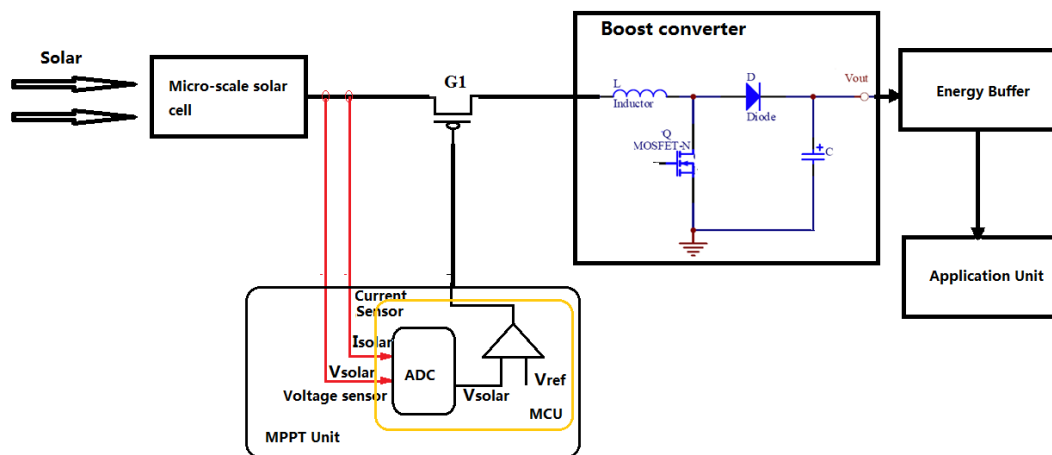 Solar
Micro-scale solar
cell
G1
Boost converter
L
Inductor
D
Diode
Vout
Q
MOSFET-N
C
Energy Buffer
Application Unit
Current
Sensor
Isolar
Vsolar
Voltage sensor
ADC
Vsolar
Vref
MCU
MPPT Unit